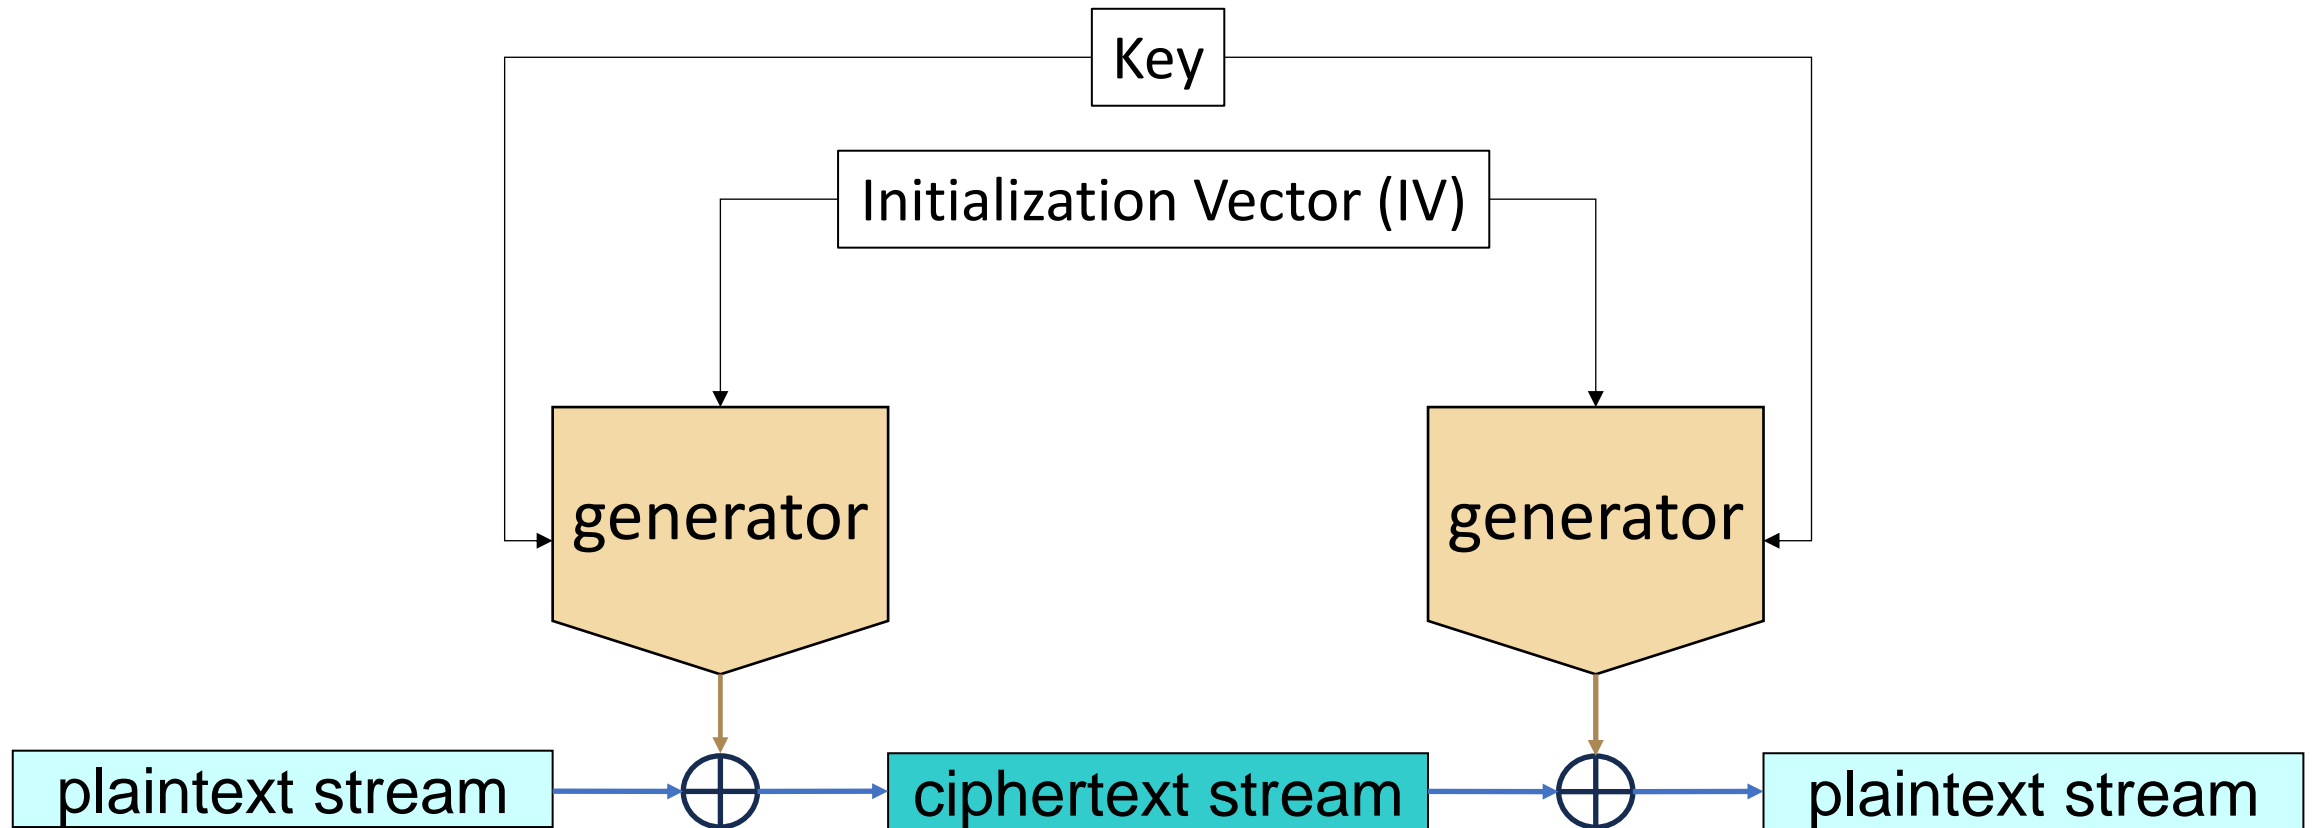 Key
Initialization Vector (IV)
generator
generator
plaintext stream
ciphertext stream
plaintext stream